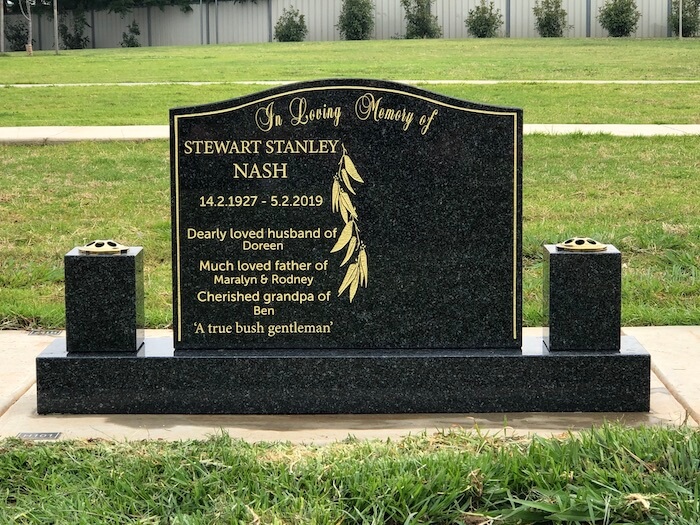 In Loving Memory of
STEWART STANLEY
NASH
14.2.1927 - 5.2.2019
Dearly loved husband of
Doreen
Much loved father of
Maralyn & Rodney
Cherished grandpa of
Ben
‘A true bush gentleman’